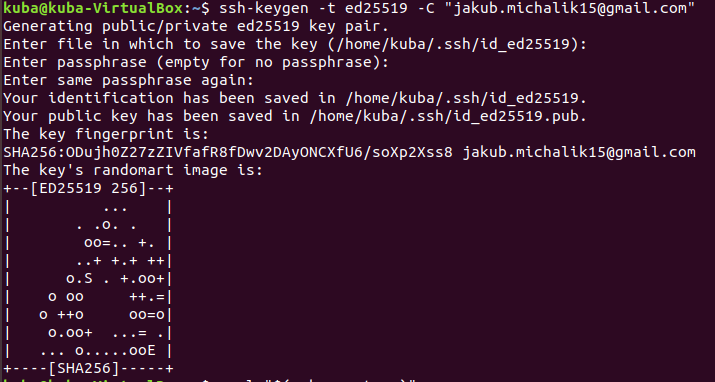 kuba@kuba-VirtualBox:~$ ssh-keygen -t ed25519 -C "jakub.michalik15@gmail.com"
Generating public/private ed25519 key pair.
Enter file in which to save the key (/home/kuba/.ssh/id_ed25519):
Enter passphrase (empty for no passphrase):
Enter same passphrase again:
Your identification has been saved in /home/kuba/.ssh/id_ed25519.
Your public key has been saved in /home/kuba/.ssh/id_ed25519.pub.
The key fingerprint is:
SHA256:ODujh0Z27zZIVfafR8fDwv2DAyONCXfU6/soXp2Xss8 jakub.michalik15@gmail.com
The key's randomart image is:
+--[ED25519 256]--+
|           ...   |
|        . .o. .  |
|         oo=.. +. |
|        ..+ +.+ ++|
|       o.S . +.oo+|
|     o oo     ++.=|
|    o ++o     oo=o|
|     o.oo+  ...= .|
|    ... o.....ooE |
+----[SHA256]-----+